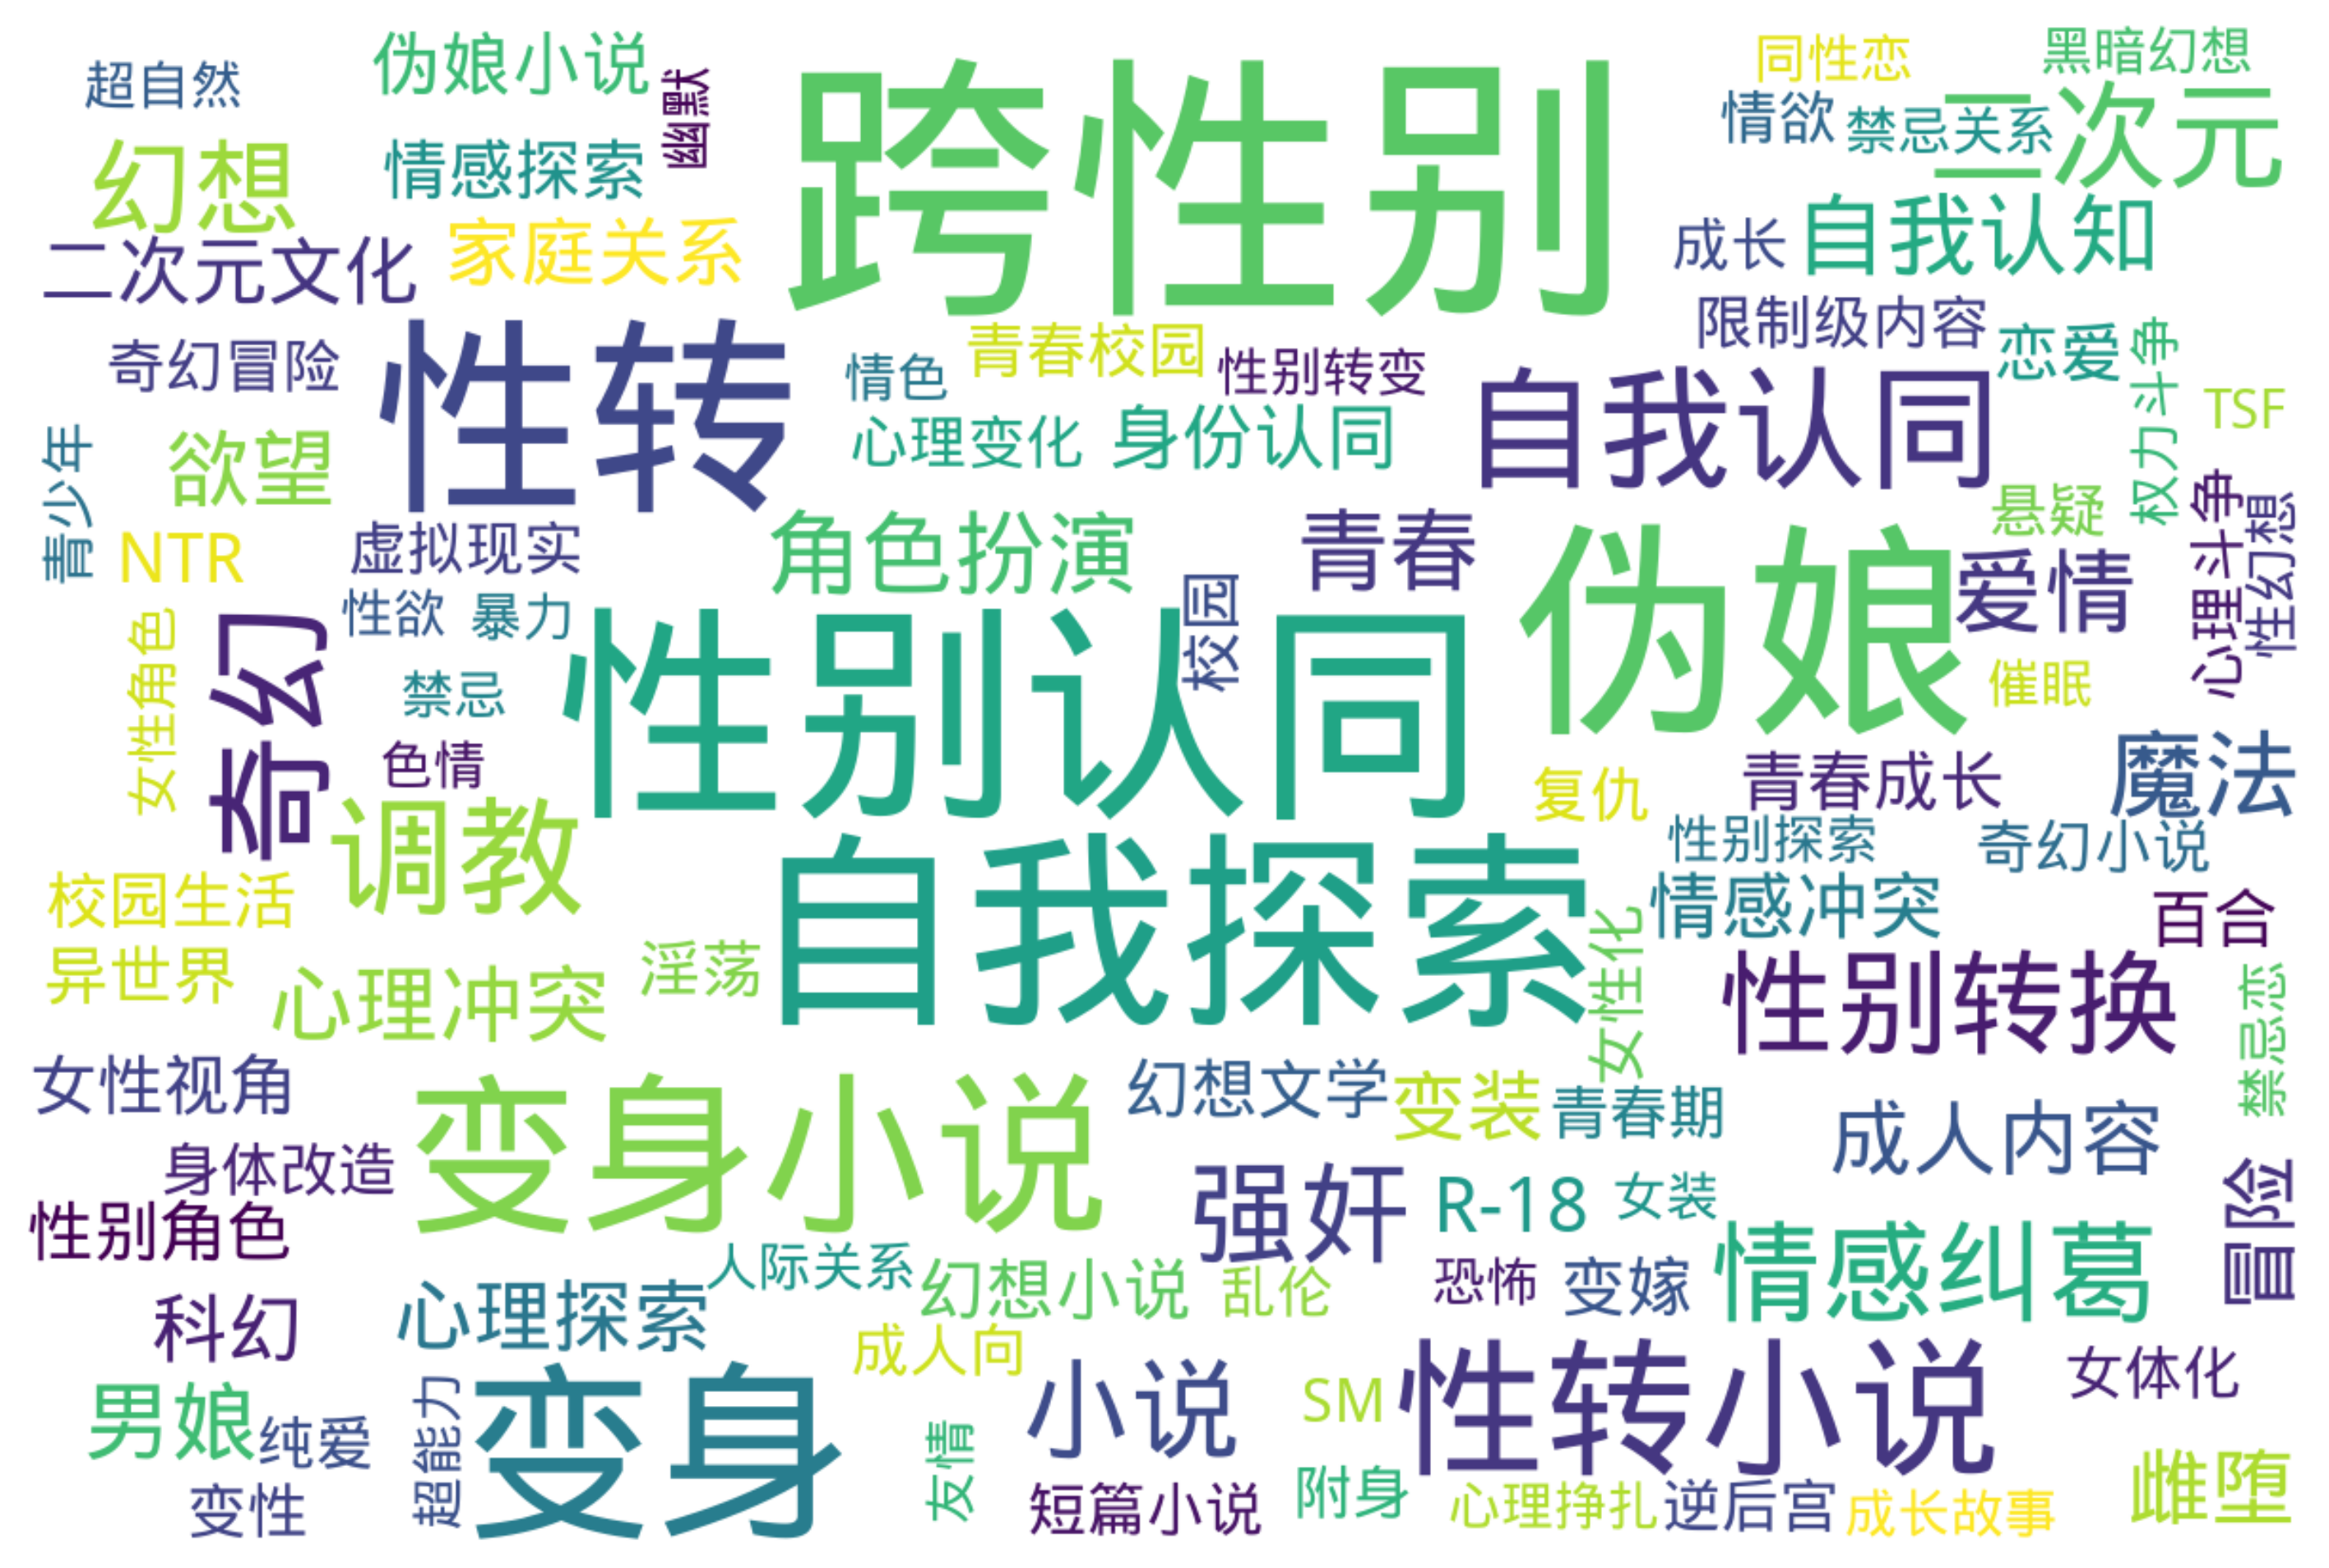 超自然
伪娘小说
幽默
跨性别
同性恋
黑暗幻想
幻想
情感探索
情欲
禁忌关系
二次元
二次元文化
家庭关系
成长
自我认知
奇幻冒险
性转
情色
青春校园
性别转变
限制级内容
恋爱
权力斗争
TSF
青少年
欲望
心理变化
身份认同
自我认同
悬疑
心理斗争
性幻想
NTR
虚拟现实
角色扮演
青春
伪娘
爱情
女性角色
奇幻
性欲
暴力
性别认同
校园
催眠
禁忌
色情
调教
复仇
青春成长
魔法
性别探索
奇幻小说
校园生活
自我探索
情感冲突
百合
异世界
心理冲突
淫荡
女性化
性别转换
禁忌恋
女性视角
变身小说
幻想文学
变装
青春期
成人内容
身体改造
强奸
R-18
女装
冒险
性别角色
人际关系
幻想小说
乱伦
恐怖
变嫁
情感纠葛
科幻
心理探索
成人向
小说
性转小说
女体化
男娘
纯爱
超能力
变身
友情
SM
雌堕
变性
短篇小说
附身
心理挣扎
逆后宫
成长故事